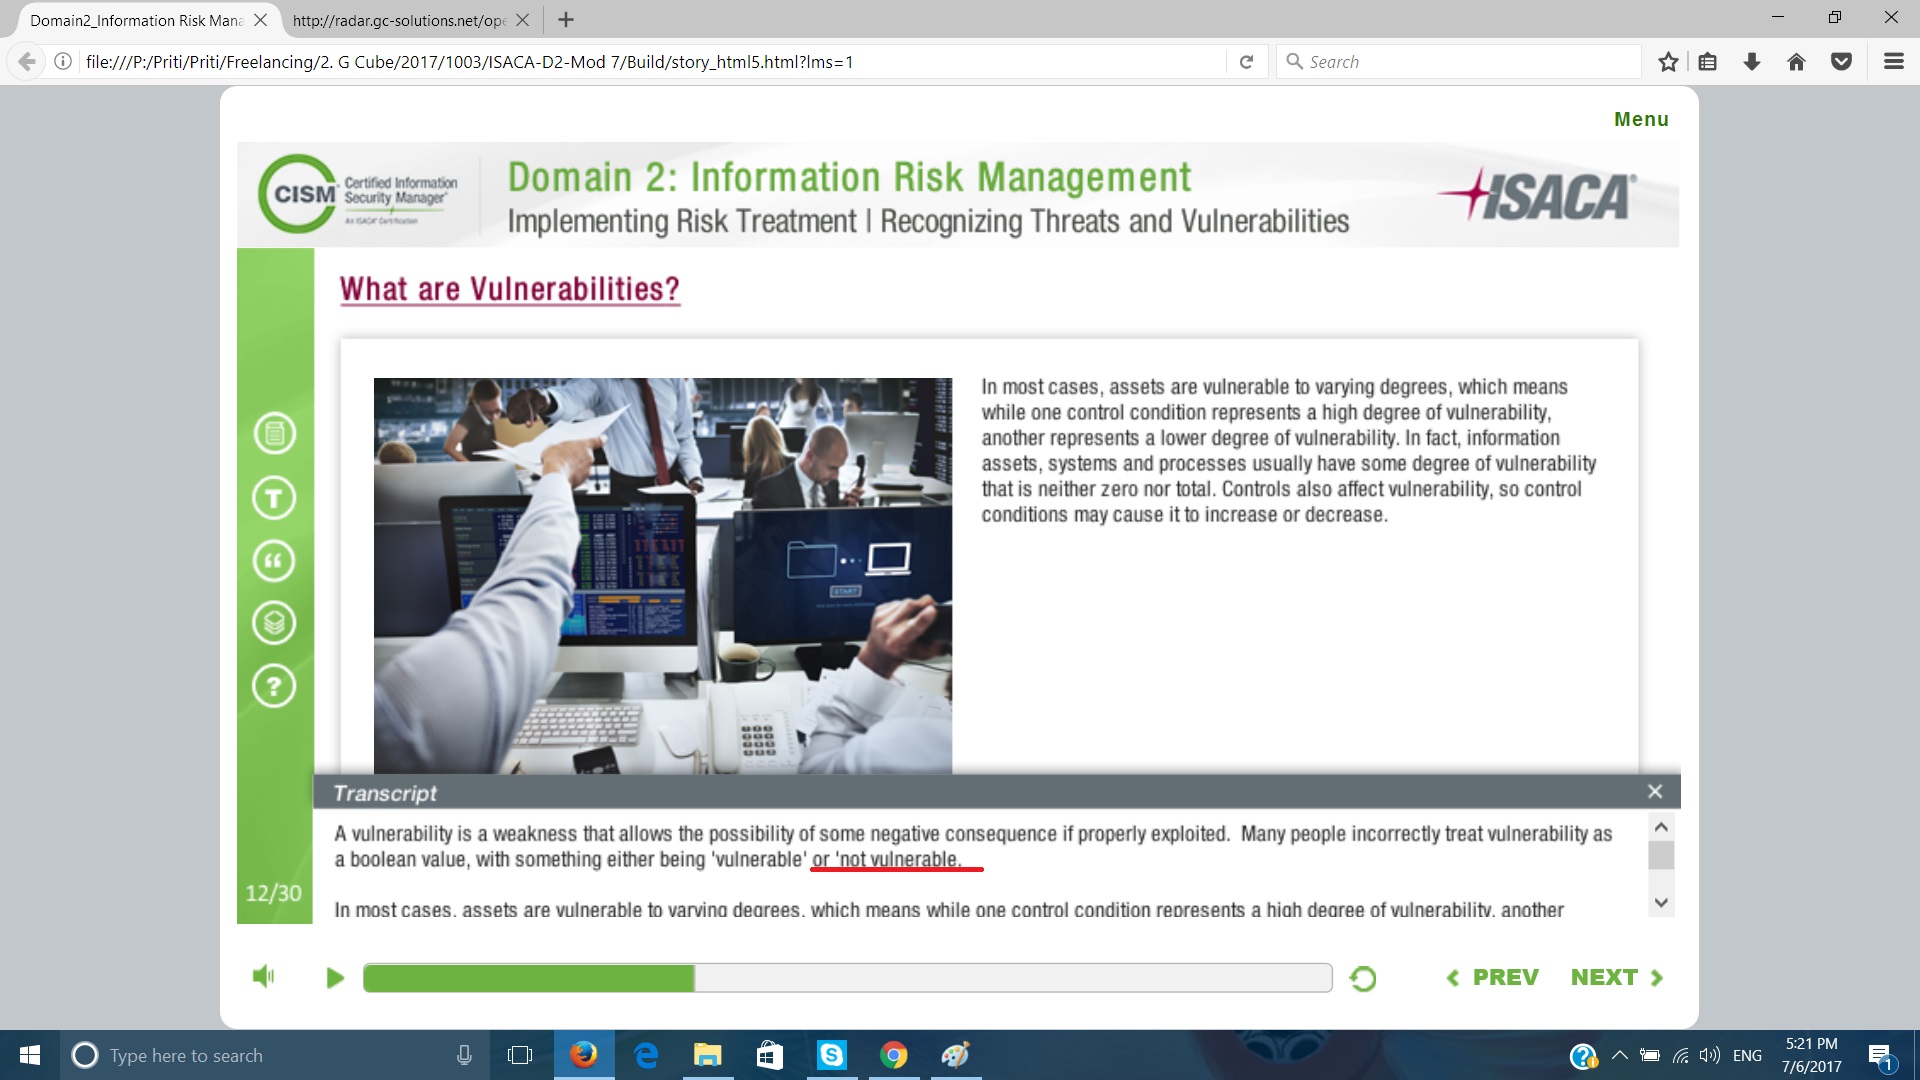 Domain2_Information Risk Mana
http://radar.gc-solutions.net/ope
file:///P:/Priti/Priti/Freelancing/2. G Cube/2017/1003/ISACA-D2-Mod 7/Build/story_html5.html?lms=1
Search
Menu
CISM
Certified Information
Security Manager®
An ISACA® Certification
Domain 2: Information Risk Management
Implementing Risk Treatment | Recognizing Threats and Vulnerabilities
ISACA®
What are Vulnerabilities?
In most cases, assets are vulnerable to varying degrees, which means
while one control condition represents a high degree of vulnerability,
another represents a lower degree of vulnerability. In fact, information
assets, systems and processes usually have some degree of vulnerability
that is neither zero nor total. Controls also affect vulnerability, so control
conditions may cause it to increase or decrease.
START
T
“
?
Transcript
A vulnerability is a weakness that allows the possibility of some negative consequence if properly exploited.  Many people incorrectly treat vulnerability as
a boolean value, with something either being 'vulnerable' or 'not vulnerable.
In most cases, assets are vulnerable to varying degrees, which means while one control condition represents a high degree of vulnerability, another
12/30
PREV
NEXT
Type here to search
ENG
5:21 PM
7/6/2017
1